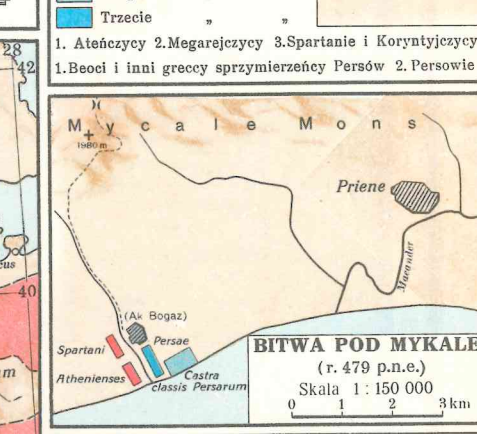 Trzecie " "
1. Ateńczycy 2.Megarejczycy 3.Spartanie i Koryntyjczycy
1.Beoci i inni greccy sprzymierzeńcy Persów 2. Persowie
28
42
40
Mycale Mons
1980 m
Priene
Maeander
(Ak Bogaz)
Spartani
Persae
Athenienses
Castra
classis Persarum
BITWA POD MYKALE
(r. 479 p.n.e.)
Skala 1:150 000
0 1 2 3 km